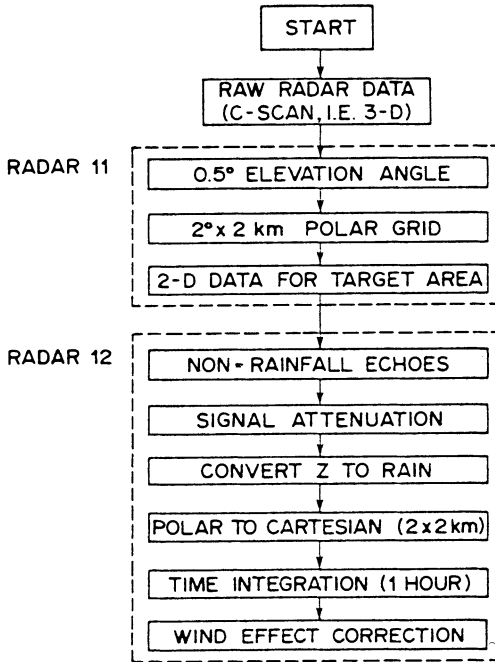 START
RAW RADAR DATA
(C-SCAN, I.E. 3-D)
RADAR 11
0.5° ELEVATION ANGLE
2° x 2 km POLAR GRID
2-D DATA FOR TARGET AREA
RADAR 12
NON-RAINFALL ECHOES
SIGNAL ATTENUATION
CONVERT Z TO RAIN
POLAR TO CARTESIAN (2x2km)
TIME INTEGRATION (1 HOUR)
WIND EFFECT CORRECTION